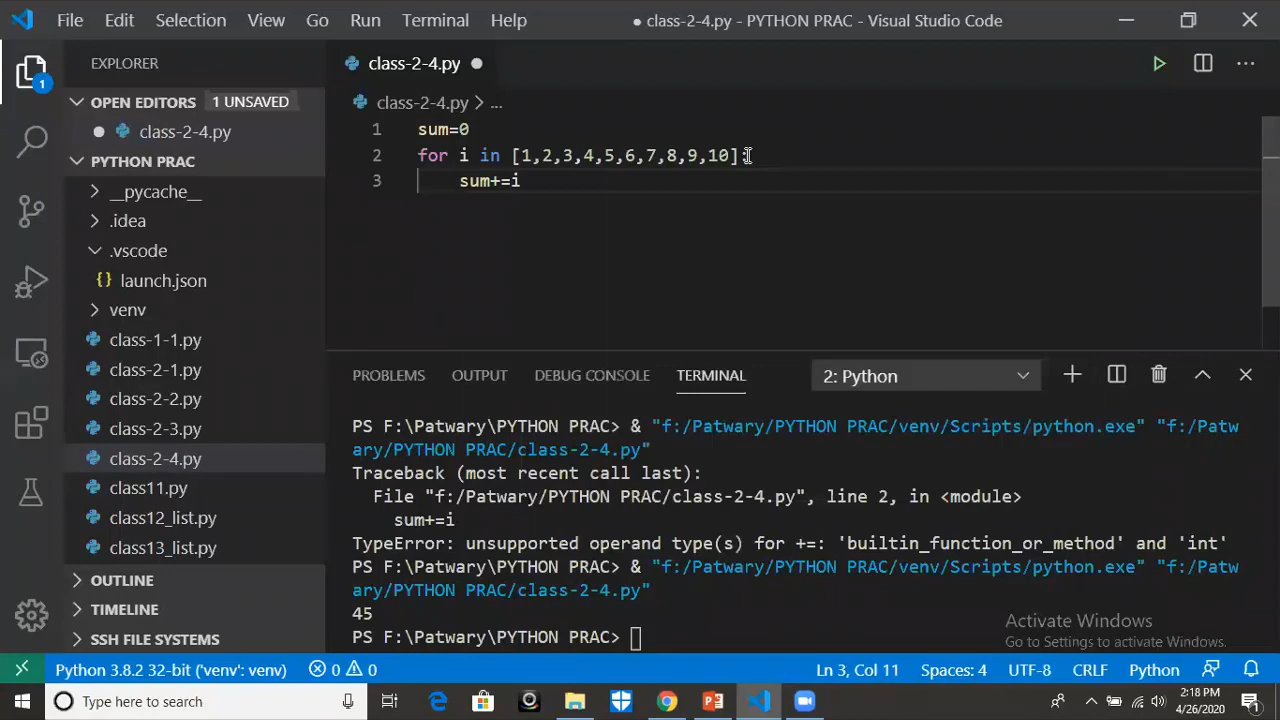 File Edit Selection View Go Run Terminal Help
● class-2-4.py - PYTHON PRAC - Visual Studio Code
EXPLORER
1
OPEN EDITORS 1 UNSAVED
● class-2-4.py
PYTHON PRAC
__pycache__
.idea
.vscode
{} launch.json
venv
class-1-1.py
class-2-1.py
class-2-2.py
class-2-3.py
class-2-4.py
class11.py
class12_list.py
class13_list.py
OUTLINE
TIMELINE
SSH FILE SYSTEMS
class-2-4.py ●
class-2-4.py > ...
1 sum=0
2 for i in [1,2,3,4,5,6,7,8,9,10]:
3 sum+=i
PROBLEMS OUTPUT DEBUG CONSOLE TERMINAL 2: Python
PS F:\Patwary\PYTHON PRAC> & "f:/Patwary/PYTHON PRAC/venv/Scripts/python.exe" "f:/Patw
ary/PYTHON PRAC/class-2-4.py"
Traceback (most recent call last):
File "f:/Patwary/PYTHON PRAC/class-2-4.py", line 2, in <module>
sum+=i
TypeError: unsupported operand type(s) for +=: 'builtin_function_or_method' and 'int'
PS F:\Patwary\PYTHON PRAC> & "f:/Patwary/PYTHON PRAC/venv/Scripts/python.exe" "f:/Patw
ary/PYTHON PRAC/class-2-4.py"
45
PS F:\Patwary\PYTHON PRAC>
Activate Windows
Go to Settings to activate Windows.
Python 3.8.2 32-bit ('venv': venv) 0 0 Ln 3, Col 11 Spaces: 4 UTF-8 CRLF Python
Type here to search
2:18 PM
4/26/2020
1